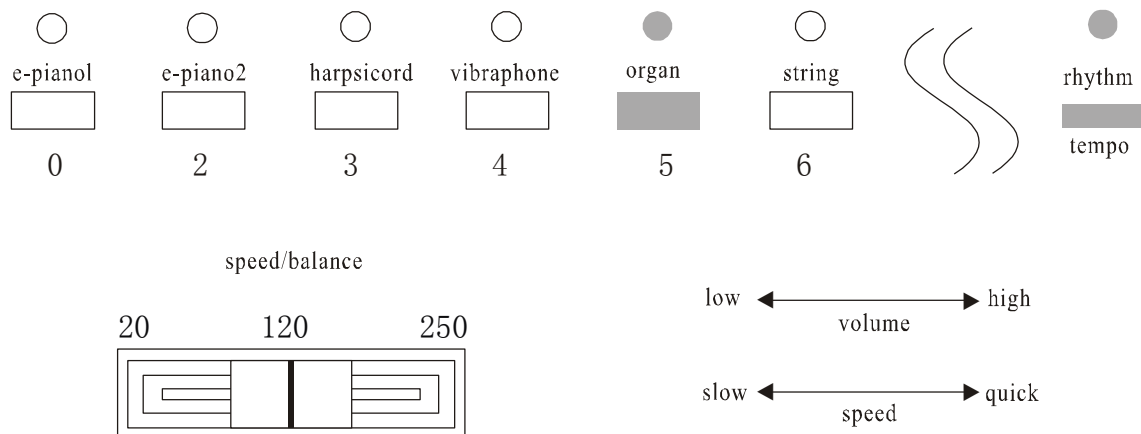 e-pianol e-piano2 harpsicord vibraphone organ string rhythm
0 2 3 4 5 6 tempo
speed/balance
20 120 250
low high
volume
slow quick
speed